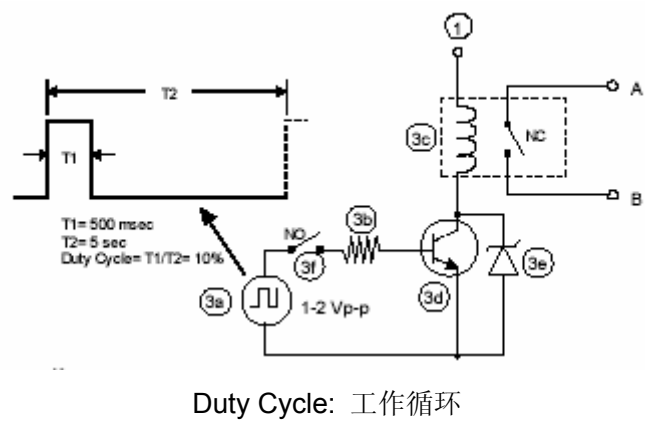 1
T2
A
3c
NC
T1
B
T1= 500 msec
T2= 5 sec
Duty Cycle= T1/T2= 10%
NO
3b
3f
3e
3a
1-2 Vp-p
3d
Duty Cycle: 工作循环